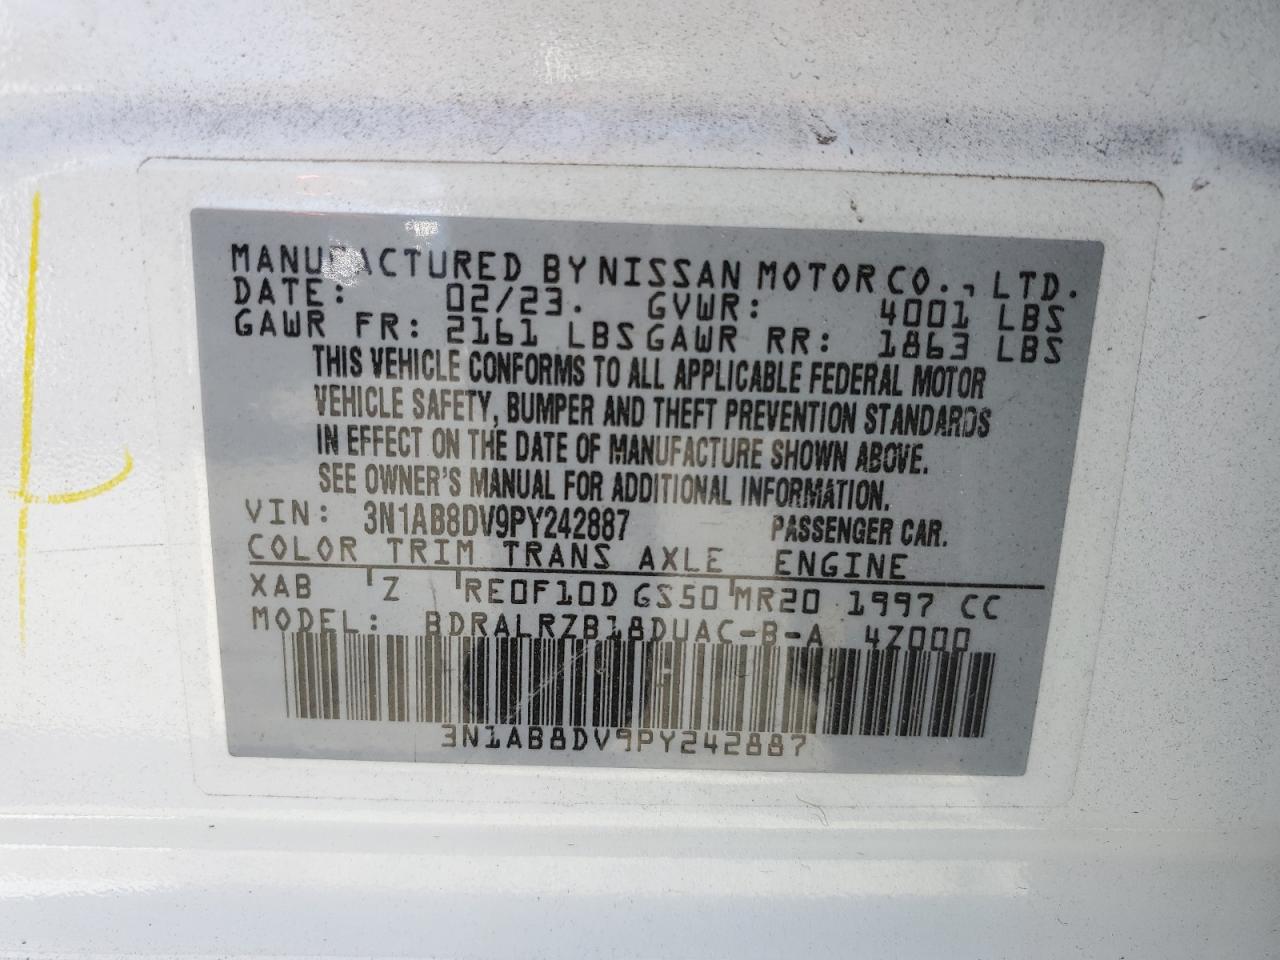 MANUFACTURED BY NISSAN MOTOR CO., LTD.
DATE: 02/23. GVWR: 4001 LBS
GAWR FR: 2161 LBS GAWR RR: 1863 LBS
THIS VEHICLE CONFORMS TO ALL APPLICABLE FEDERAL MOTOR
VEHICLE SAFETY, BUMPER AND THEFT PREVENTION STANDARDS
IN EFFECT ON THE DATE OF MANUFACTURE SHOWN ABOVE.
SEE OWNER'S MANUAL FOR ADDITIONAL INFORMATION.
VIN: 3N1AB8DV9PY242887 PASSENGER CAR.
COLOR TRIM TRANS AXLE ENGINE
XAB Z RE0F10D GS50 MR20 1997 CC
MODEL: BDRALRZB18DUAC-B-A 4Z000
3N1AB8DV9PY242887